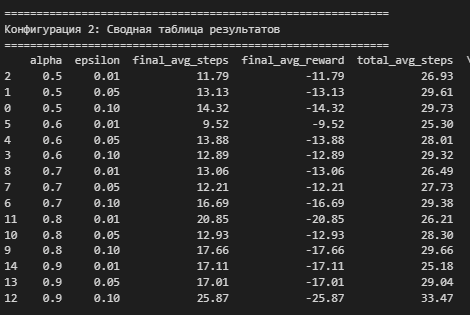 ============================================================
Конфигурация 2: Сводная таблица результатов
============================================================
    alpha  epsilon  final_avg_steps  final_avg_reward  total_avg_steps  \
2     0.5     0.01            11.79            -11.79            26.93
1     0.5     0.05            13.13            -13.13            29.61
0     0.5     0.10            14.32            -14.32            29.73
5     0.6     0.01             9.52             -9.52            25.30
4     0.6     0.05            13.88            -13.88            28.01
3     0.6     0.10            12.89            -12.89            29.32
8     0.7     0.01            13.06            -13.06            26.49
7     0.7     0.05            12.21            -12.21            27.73
6     0.7     0.10            16.69            -16.69            29.38
11    0.8     0.01            20.85            -20.85            26.21
10    0.8     0.05            12.93            -12.93            28.30
9     0.8     0.10            17.66            -17.66            29.66
14    0.9     0.01            17.11            -17.11            25.18
13    0.9     0.05            17.01            -17.01            29.04
12    0.9     0.10            25.87            -25.87            33.47